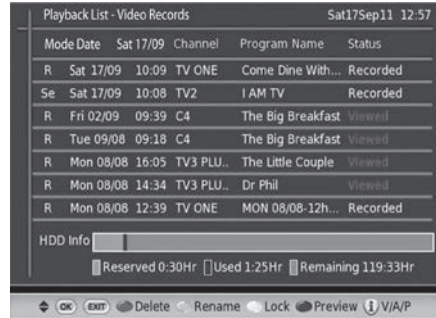 Playback List - Video Records Sat17Sep11 12:57
Mode Date Sat 17/09 Channel Program Name Status
R Sat 17/09 10:09 TV ONE Come Dine With... Recorded
Se Sat 17/09 10:08 TV2 I AM TV Recorded
R Fri 02/09 09:39 C4 The Big Breakfast Viewed
R Tue 09/08 09:18 C4 The Big Breakfast Viewed
R Mon 08/08 16:05 TV3 PLU.. The Little Couple Viewed
R Mon 08/08 14:34 TV3 PLU.. Dr Phil Viewed
R Mon 08/08 12:39 TV ONE MON 08/08-12h... Recorded
HDD Info
Reserved 0:30Hr Used 1:25Hr Remaining 119:33Hr
OK EXIT Delete Rename Lock Preview i V/A/P